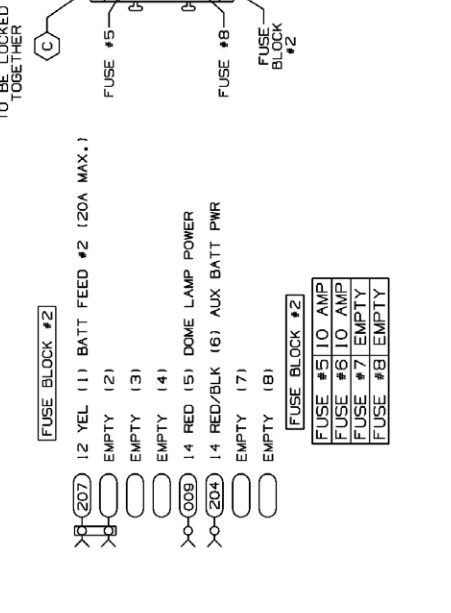 TO BE LOCKED
TOGETHER
C
FUSE #5
FUSE #8
FUSE
BLOCK
#2
FUSE BLOCK #2
207 12 YEL (1) BATT FEED #2 (20A MAX.)
EMPTY (2)
EMPTY (3)
EMPTY (4)
009 14 RED (5) DOME LAMP POWER
204 14 RED/BLK (6) AUX BATT PWR
EMPTY (7)
EMPTY (8)
FUSE BLOCK #2
FUSE #5 10 AMP
FUSE #6 10 AMP
FUSE #7 EMPTY
FUSE #8 EMPTY